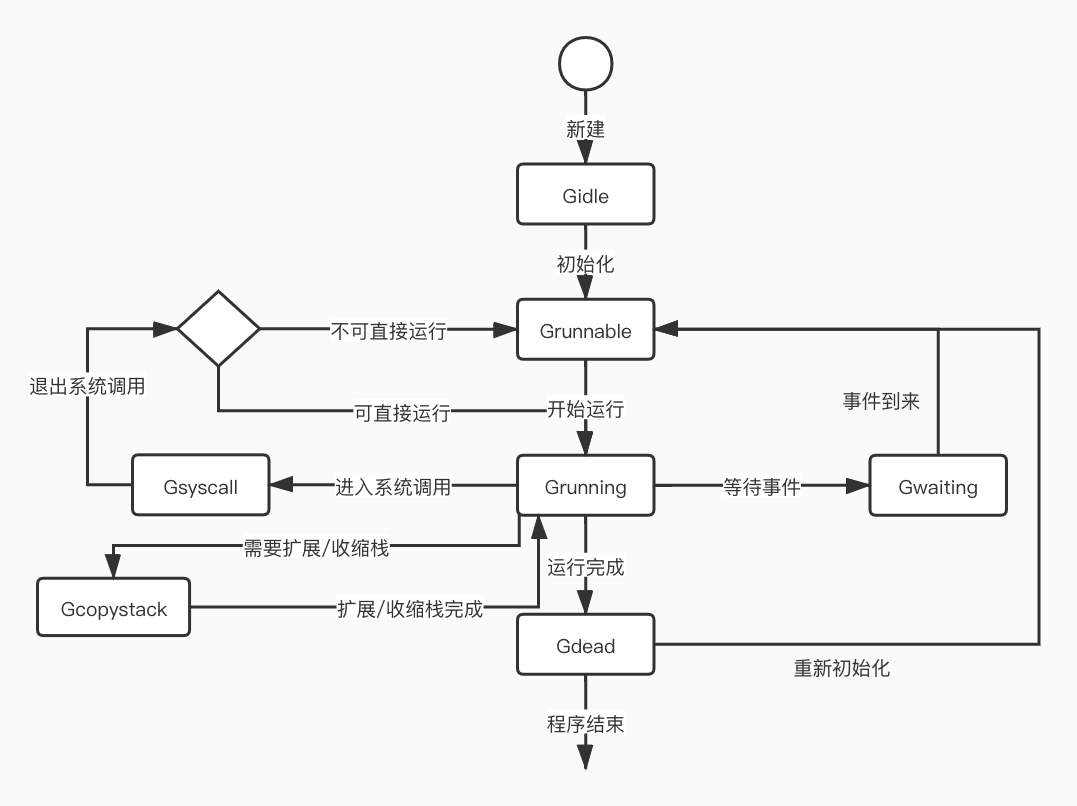 新建
Gidle
初始化
不可直接运行
Grunnable
退出系统调用
事件到来
可直接运行
开始运行
Gsyscall
进入系统调用
Grunning
等待事件
Gwaiting
需要扩展/收缩栈
运行完成
Gcopystack
扩展/收缩栈完成
Gdead
重新初始化
程序结束